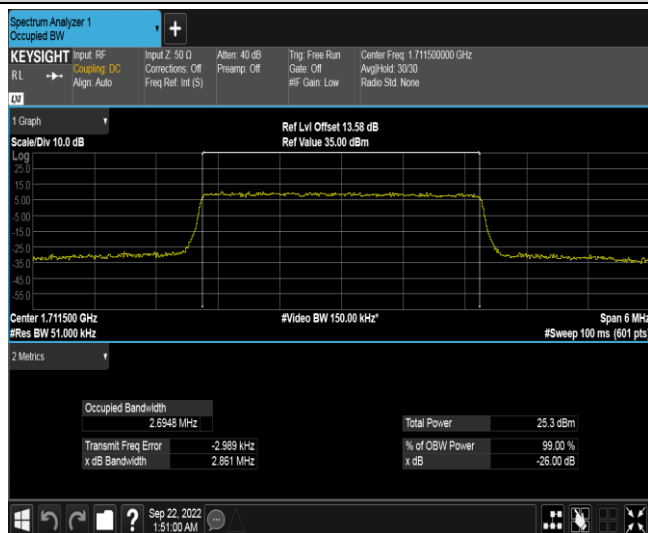 Spectrum Analyzer 1
Occupied BW
+
KEYSIGHT
RL
LXI
Input: RF
Coupling: DC
Align: Auto
Input Z: 50 Ω
Corrections: Off
Freq Ref: Int (S)
Atten: 40 dB
Preamp: Off
Trig: Free Run
Gate: Off
#IF Gain: Low
Center Freq: 1.711500000 GHz
Avg|Hold: 30/30
Radio Std: None
1 Graph
Scale/Div 10.0 dB
Ref Lvl Offset 13.58 dB
Ref Value 35.00 dBm
Log
25.0
15.0
5.00
-5.00
-15.0
-25.0
-35.0
-45.0
-55.0
Center 1.711500 GHz
#Video BW 150.00 kHz*
Span 6 MHz
#Res BW 51.000 kHz
#Sweep 100 ms (601 pts)
2 Metrics
Occupied Bandwidth
2.6948 MHz
Total Power 25.3 dBm
Transmit Freq Error -2.989 kHz
% of OBW Power 99.00 %
x dB Bandwidth 2.861 MHz
x dB -26.00 dB
?
Sep 22, 2022
1:51:00 AM